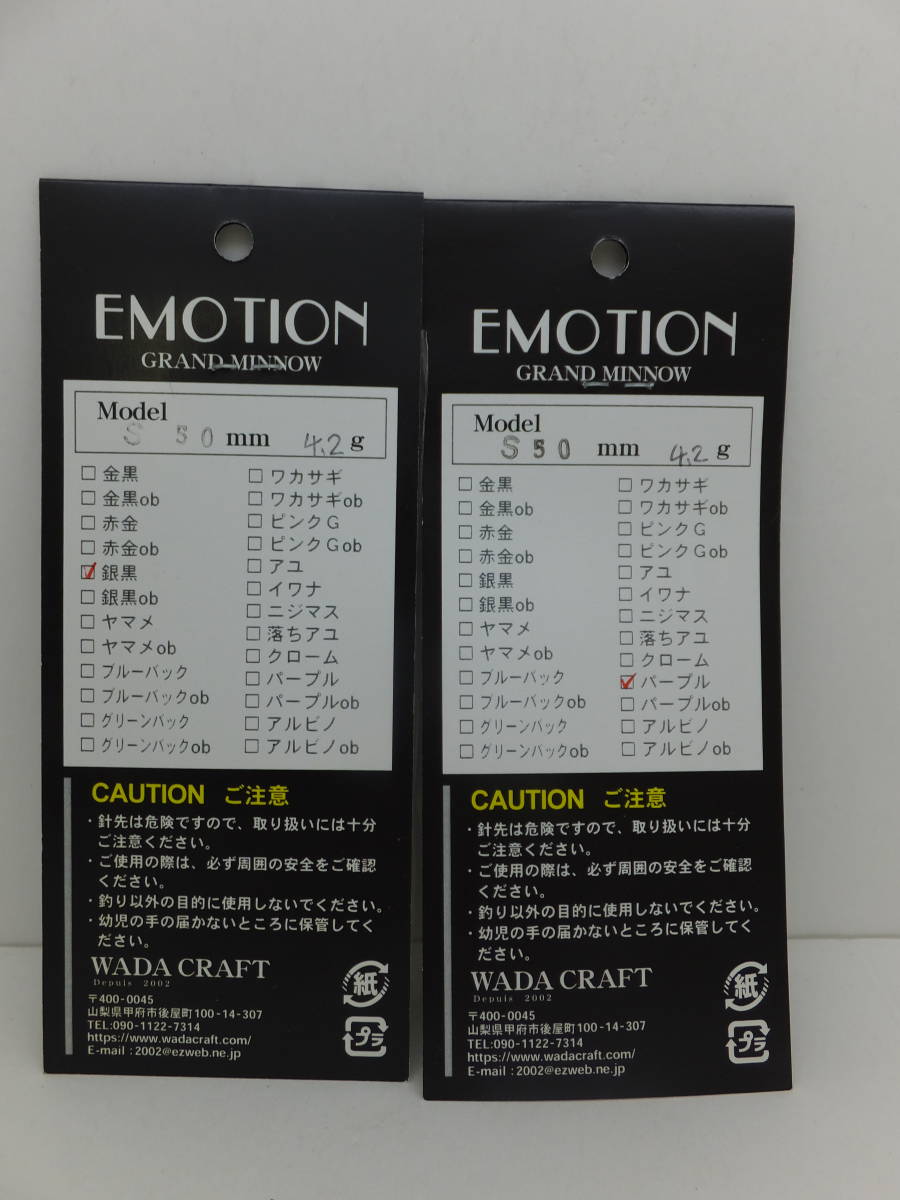 EMOTION
GRAND MINNOW
Model
S 50 mm 4.2 g
□ 金黒
□ 金黒ob
□ 赤金
□ 赤金ob
☑ 銀黒
□ 銀黒ob
□ ヤマメ
□ ヤマメob
□ ブルーバック
□ ブルーバックob
□ グリーンバック
□ グリーンバックob
□ ワカサギ
□ ワカサギob
□ ピンクG
□ ピンクGob
□ アユ
□ イワナ
□ ニジマス
□ 落ちアユ
□ クローム
□ パープル
□ パープルob
□ アルビノ
□ アルビノob
CAUTION ご注意
・針先は危険ですので、取り扱いには十分
ご注意ください。
・ご使用の際は、必ず周囲の安全をご確認
ください。
・釣り以外の目的に使用しないでください。
・幼児の手の届かないところに保管してく
ださい。
WADA CRAFT
Depuis 2002
〒400-0045
山梨県甲府市後屋町100-14-307
TEL:090-1122-7314
https://www.wadacraft.com/
E-mail : 2002@ezweb.ne.jp
紙
プラ
EMOTION
GRAND MINNOW
Model
S 50 mm 4.2 g
□ 金黒
□ 金黒ob
□ 赤金
□ 赤金ob
□ 銀黒
□ 銀黒ob
□ ヤマメ
□ ヤマメob
□ ブルーバック
□ ブルーバックob
□ グリーンバック
□ グリーンバックob
□ ワカサギ
□ ワカサギob
□ ピンクG
□ ピンクGob
□ アユ
□ イワナ
□ ニジマス
□ 落ちアユ
□ クローム
☑ パープル
□ パープルob
□ アルビノ
□ アルビノob
CAUTION ご注意
・針先は危険ですので、取り扱いには十分
ご注意ください。
・ご使用の際は、必ず周囲の安全をご確認
ください。
・釣り以外の目的に使用しないでください。
・幼児の手の届かないところに保管してく
ださい。
WADA CRAFT
Depuis 2002
〒400-0045
山梨県甲府市後屋町100-14-307
TEL:090-1122-7314
https://www.wadacraft.com/
E-mail : 2002@ezweb.ne.jp
紙
プラ